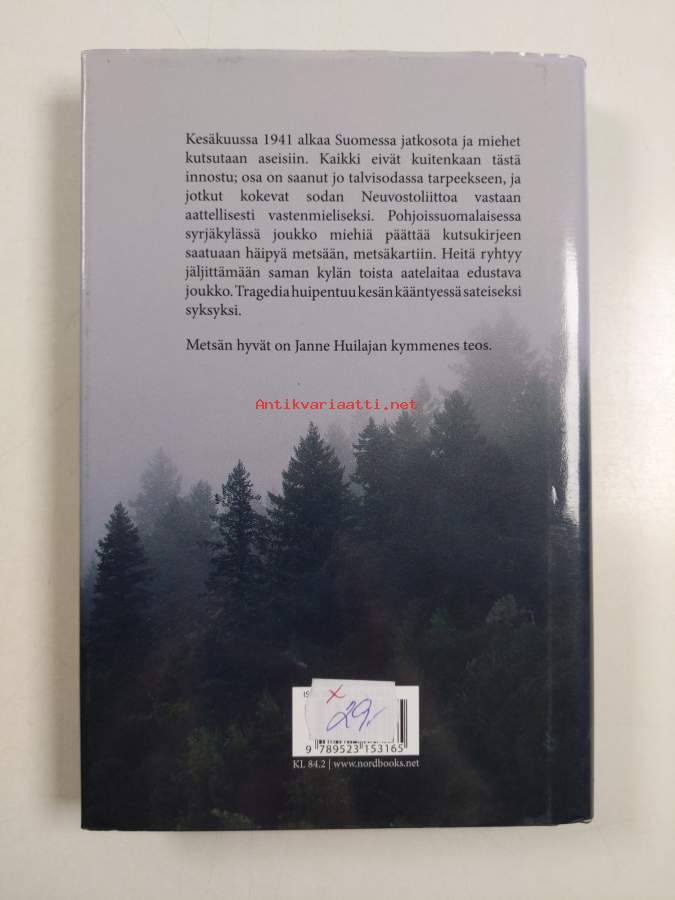 Kesäkuussa 1941 alkaa Suomessa jatkosota ja miehet
kutsutaan aseisiin. Kaikki eivät kuitenkaan tästä
innostu; osa on saanut jo talvisodassa tarpeekseen, ja
jotkut kokevat sodan Neuvostoliittoa vastaan
aattellisesti vastenmieliseksi. Pohjoissuomalaisessa
syrjäkylässä joukko miehiä päättää kutsukirjeen
saatuaan häipyä metsään, metsäkartiin. Heitä ryhtyy
jäljittämään saman kylän toista aatelaitaa edustava
joukko. Tragedia huipentuu kesän kääntyessä sateiseksi
syksyksi.
Metsän hyvät on Janne Huilajan kymmenes teos.
Antikvariaatti.net
x
29,-
9 789523 153165
KL 84.2 | www.nordbooks.net